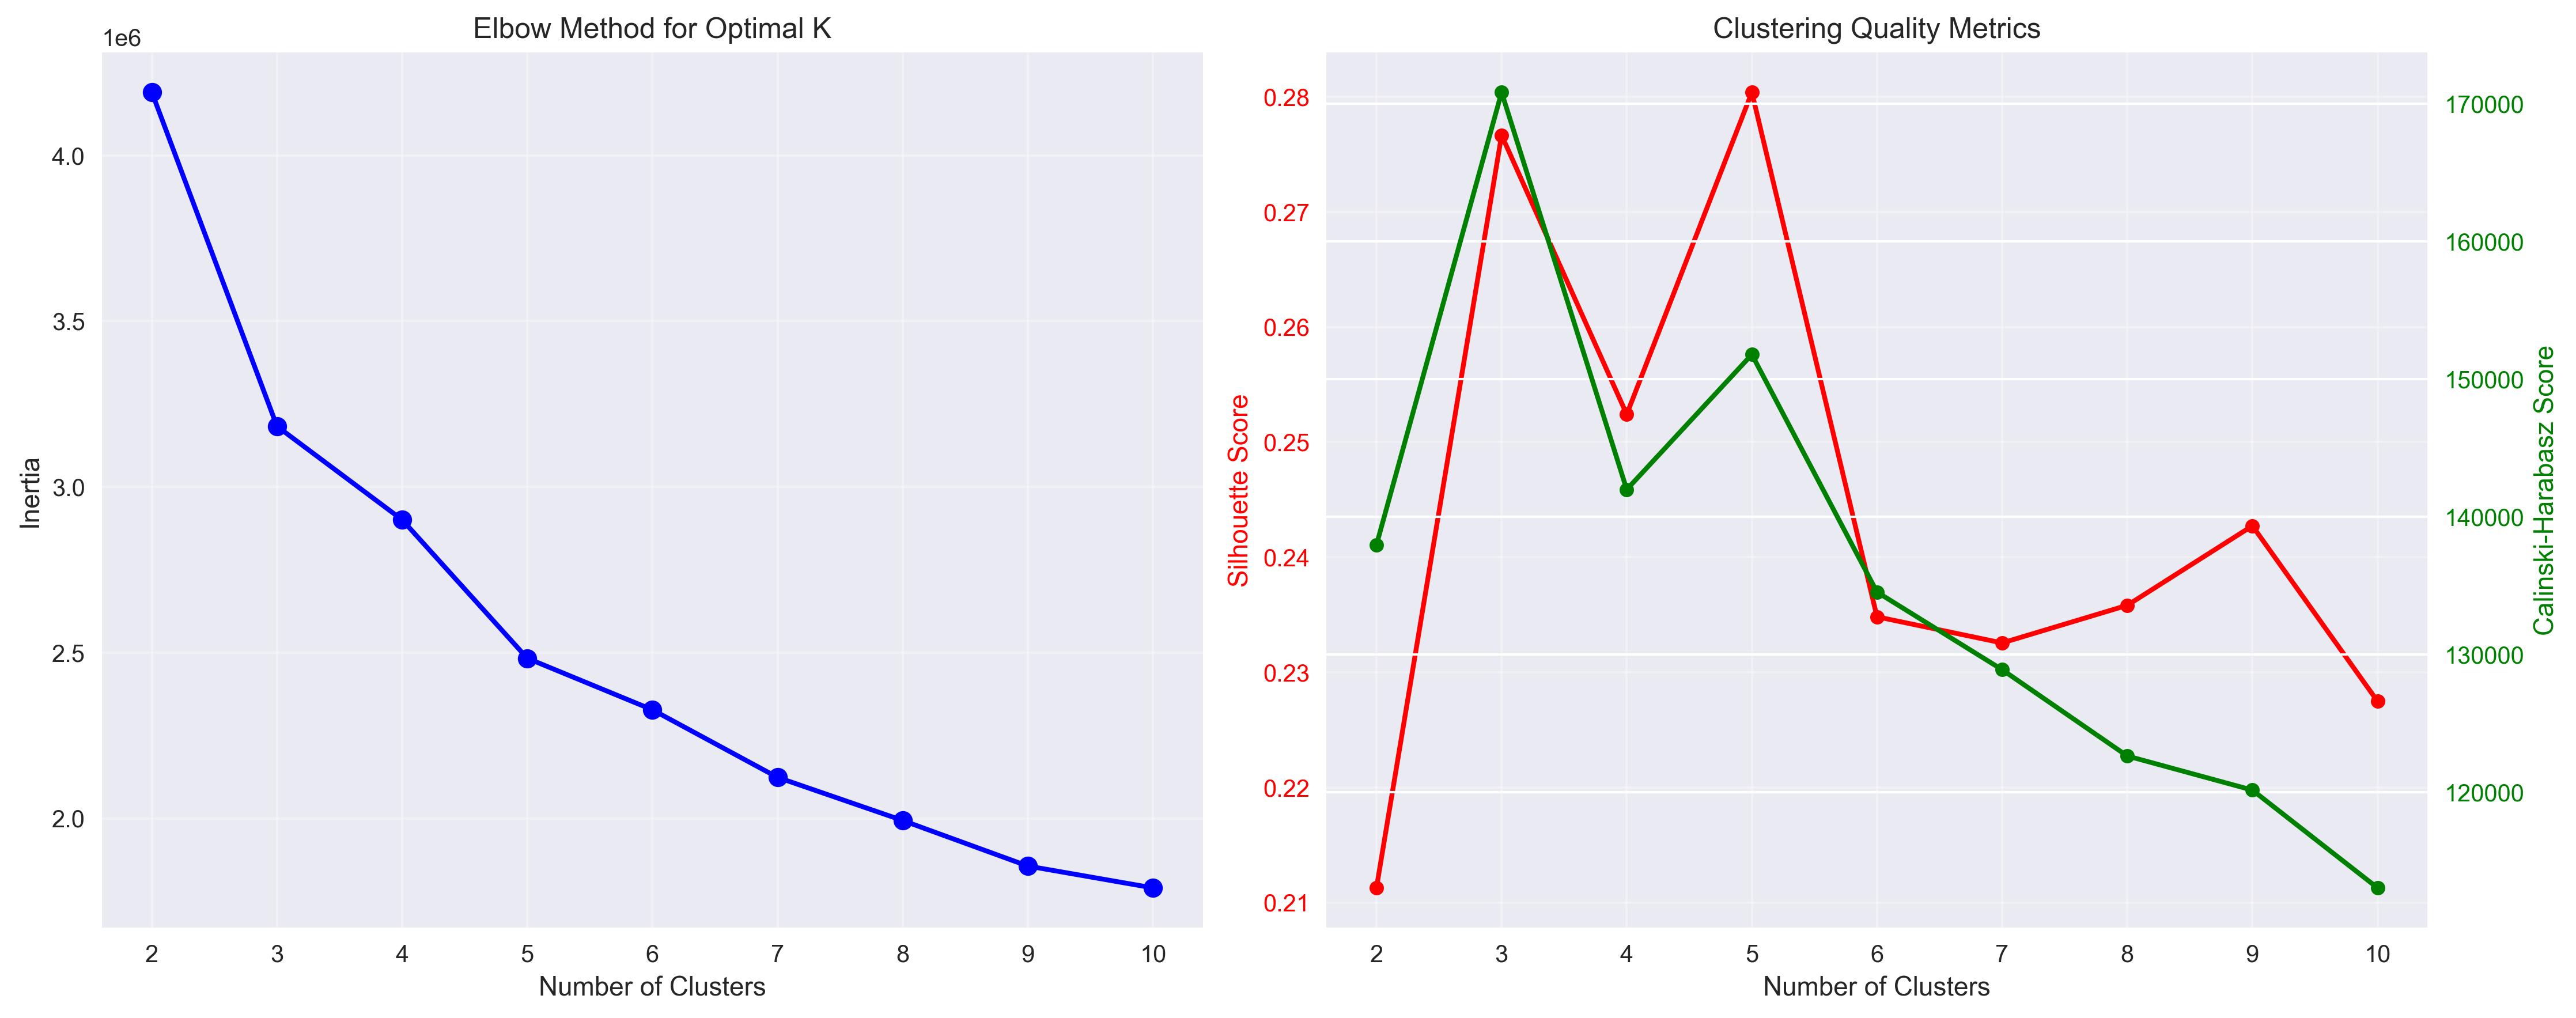 Elbow Method for Optimal K
1e6
4.0
3.5
3.0
2.5
2.0
Inertia
2 3 4 5 6 7 8 9 10
Number of Clusters
Clustering Quality Metrics
0.28
0.27
0.26
0.25
0.24
0.23
0.22
0.21
Silhouette Score
170000
160000
150000
140000
130000
120000
Calinski-Harabasz Score
2 3 4 5 6 7 8 9 10
Number of Clusters